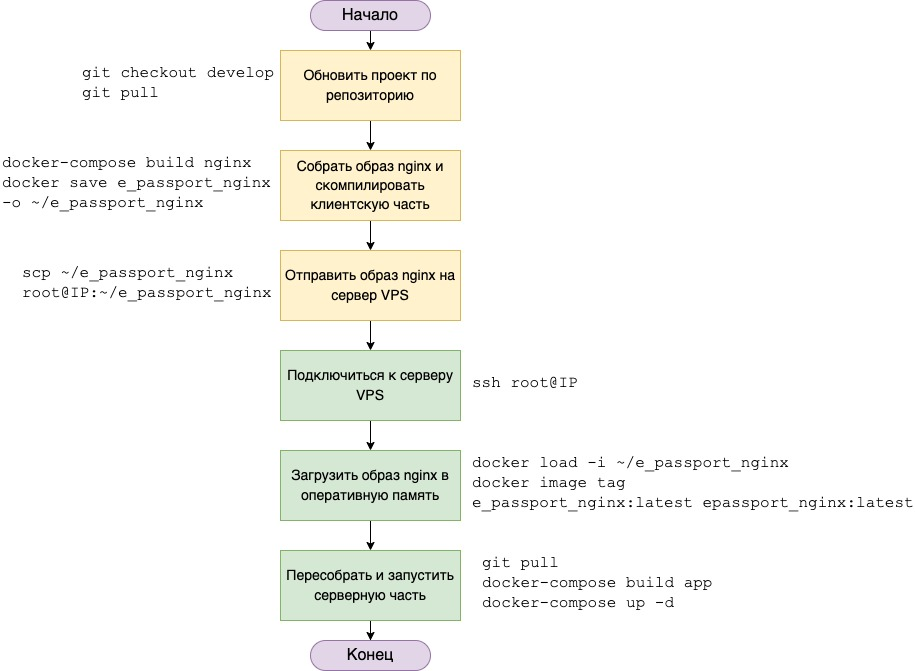 Начало
git checkout develop
git pull
Обновить проект по
репозиторию
docker-compose build nginx
docker save e_passport_nginx
-o ~/e_passport_nginx
Собрать образ nginx и
скомпилировать
клиентскую часть
scp ~/e_passport_nginx
root@IP:~/e_passport_nginx
Отправить образ nginx на
сервер VPS
Подключиться к серверу
VPS
ssh root@IP
Загрузить образ nginx в
оперативную память
docker load -i ~/e_passport_nginx
docker image tag
e_passport_nginx:latest epassport_nginx:latest
Пересобрать и запустить
серверную часть
git pull
docker-compose build app
docker-compose up -d
Конец